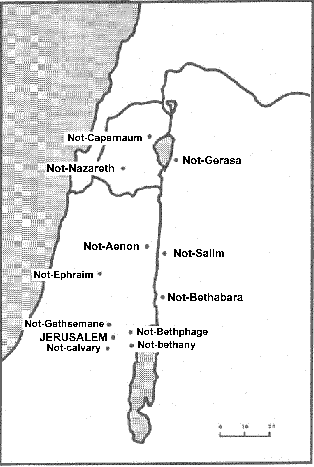 Not-Capernaum
Not-Gerasa
Not-Nazareth
Not-Aenon
Not-Salim
Not-Ephraim
Not-Bethabara
Not-Gethsemane
Not-Bethphage
JERUSALEM
Not-calvary
Not-bethany